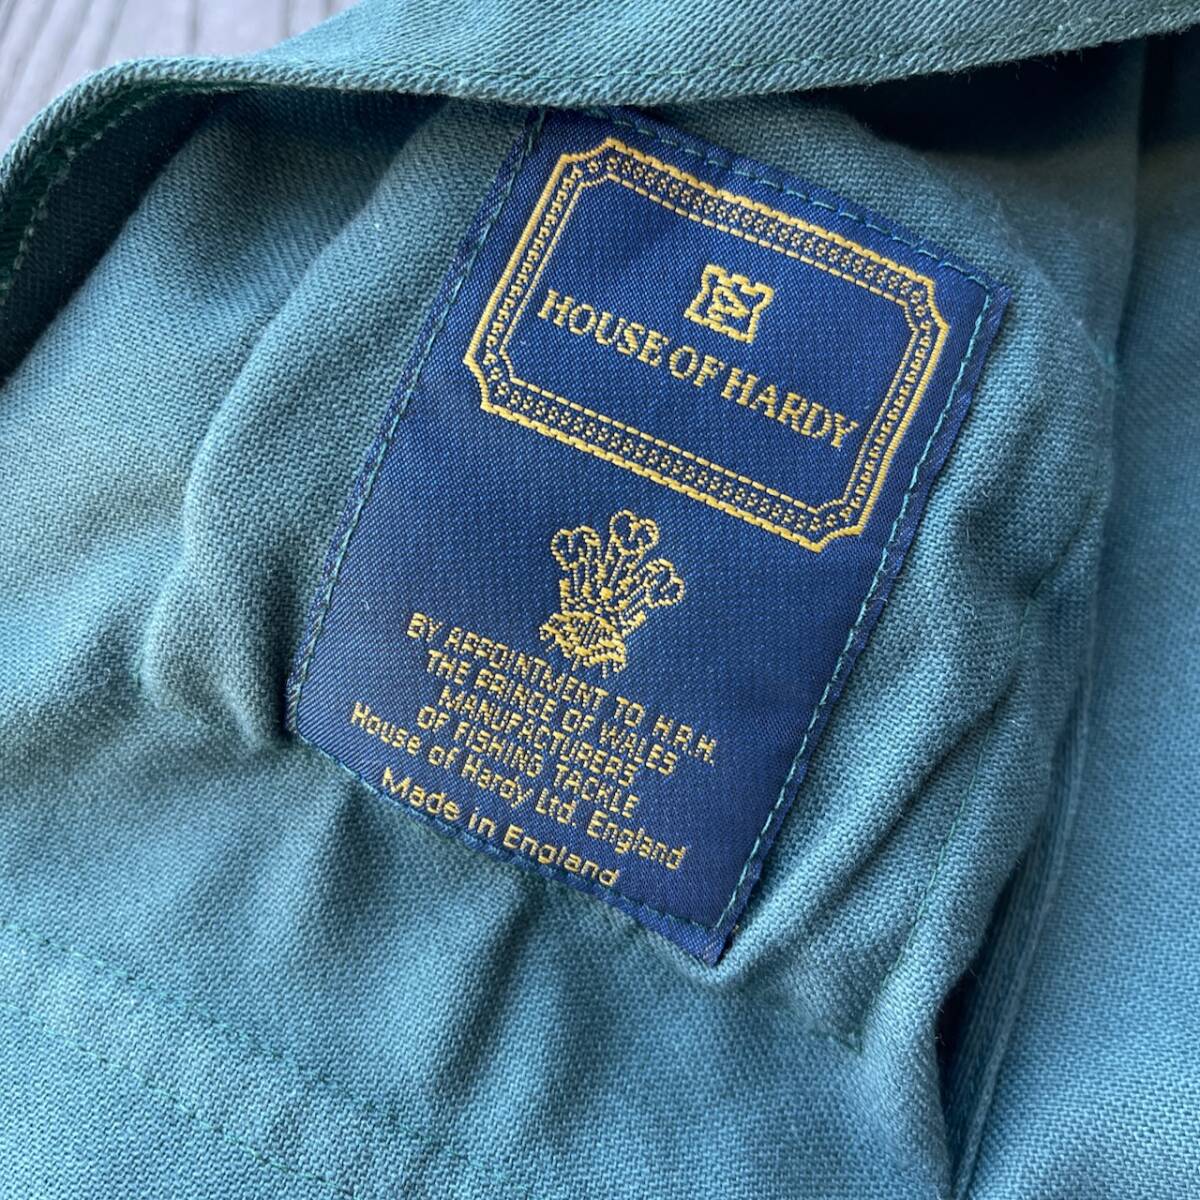 HOUSE OF HARDY
BY APPOINTMENT TO H.R.H.
THE PRINCE OF WALES
MANUFACTURERS
OF FISHING TACKLE
House of Hardy Ltd. England
Made in England